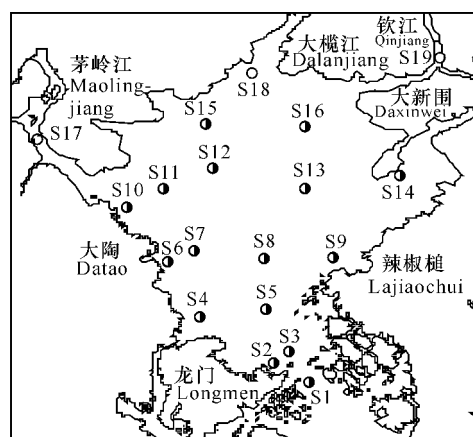 钦江
Qinjiang
S19
大榄江
Dalanjiang
茅岭江
Maoling-
jiang
S18
大新围
Daxinwei
S15
S16
S17
S12
S11
S13
S14
S10
S7
S8
S9
S6
大陶
Datao
辣椒槌
Lajiaochui
S4
S5
S3
S2
龙门
Longmen
S1